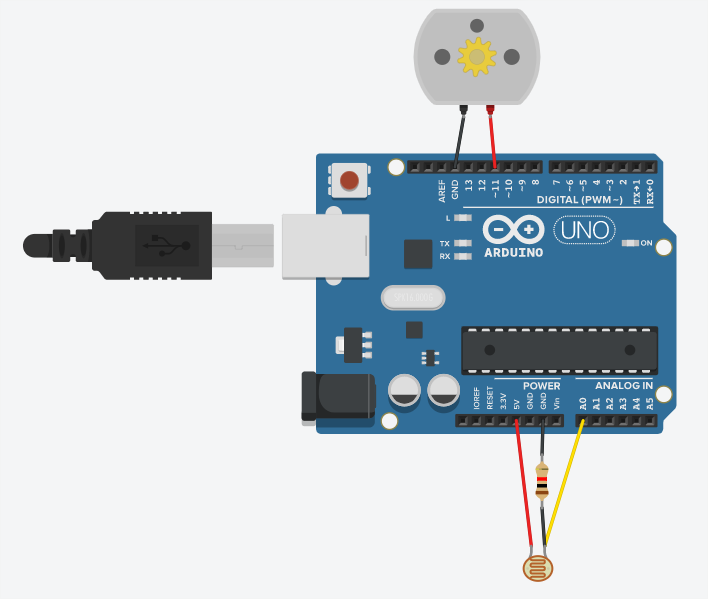 AREF
GND
13
12
~11
~10
~9
8
7
~6
~5
4
~3
2
TX→1
RX←0
DIGITAL (PWM~)
L
TX
RX
UNO
ARDUINO
ON
POWER
ANALOG IN
IOREF
RESET
3.3V
5V
GND
GND
Vin
A0
A1
A2
A3
A4
A5